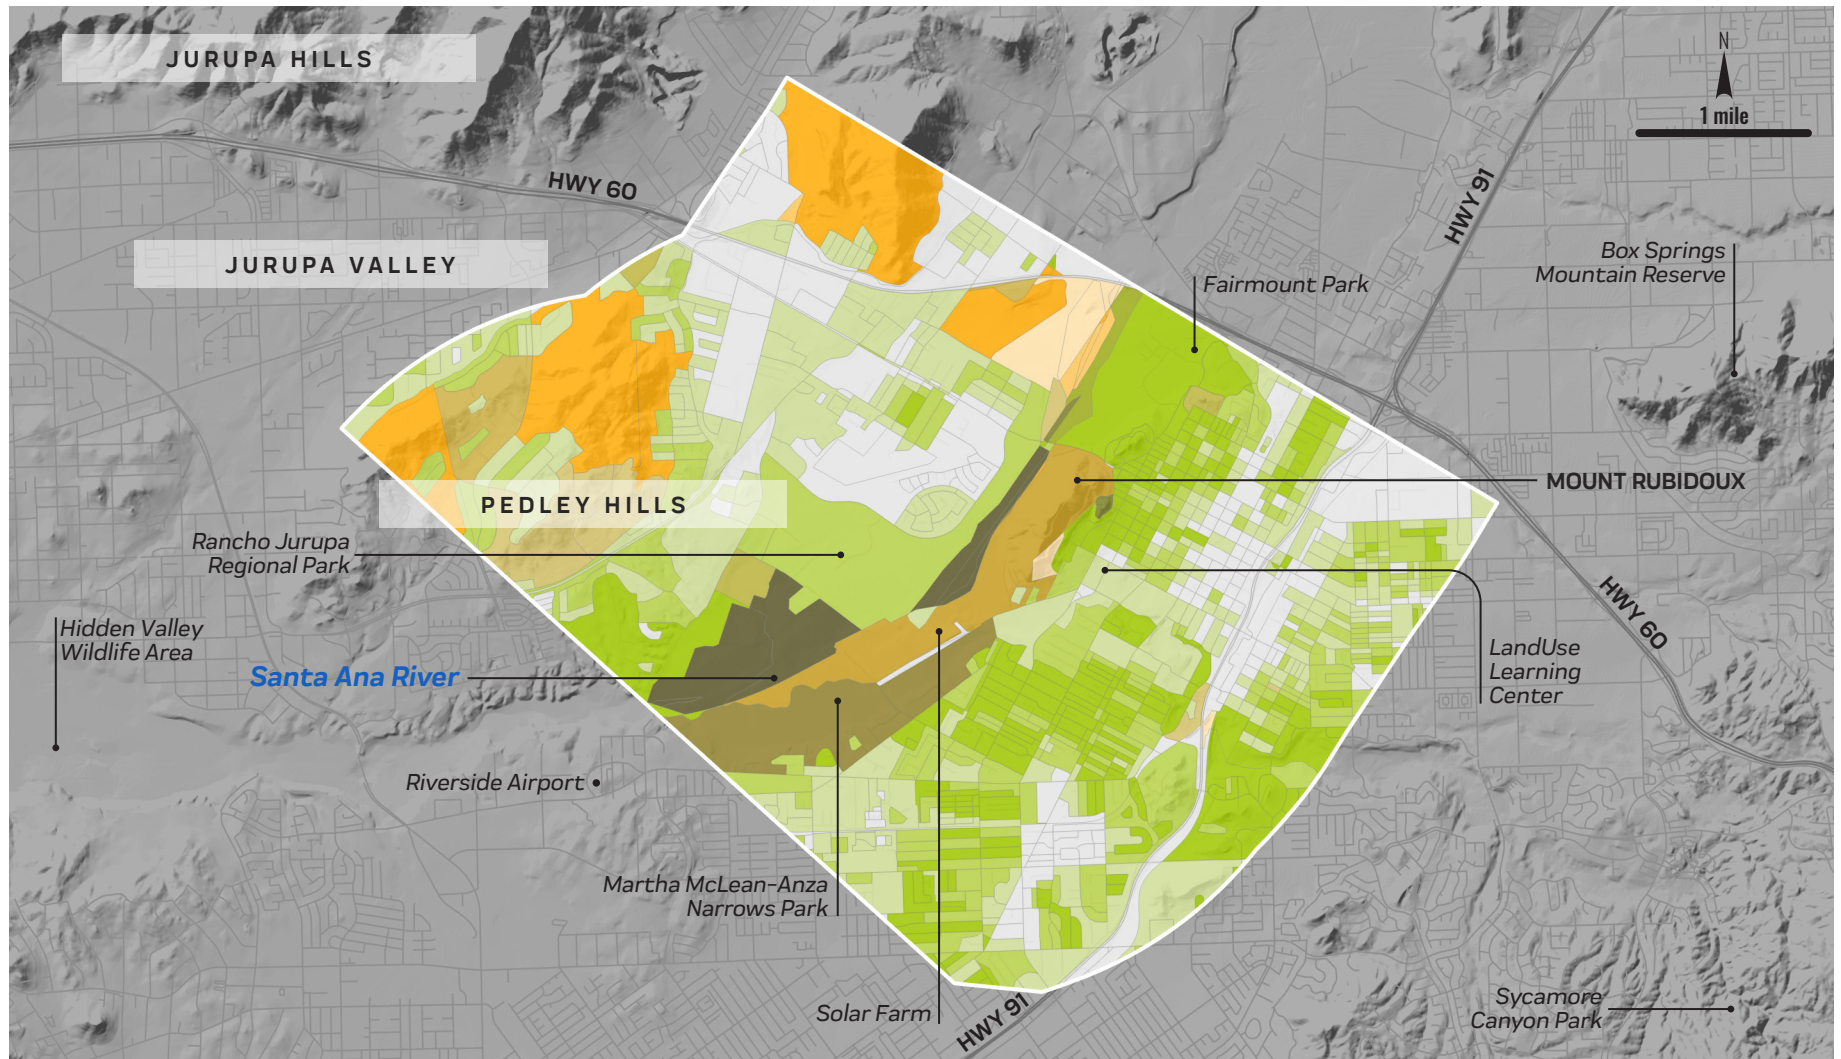 JURUPA HILLS
N
1 mile
HWY 60
HWY 91
JURUPA VALLEY
Box Springs
Mountain Reserve
Fairmount Park
MOUNT RUBIDOUX
PEDLEY HILLS
Rancho Jurupa
Regional Park
HWY 60
Hidden Valley
Wildlife Area
Santa Ana River
LandUse
Learning
Center
Riverside Airport
Martha McLean-Anza
Narrows Park
Solar Farm
HWY 91
Sycamore
Canyon Park